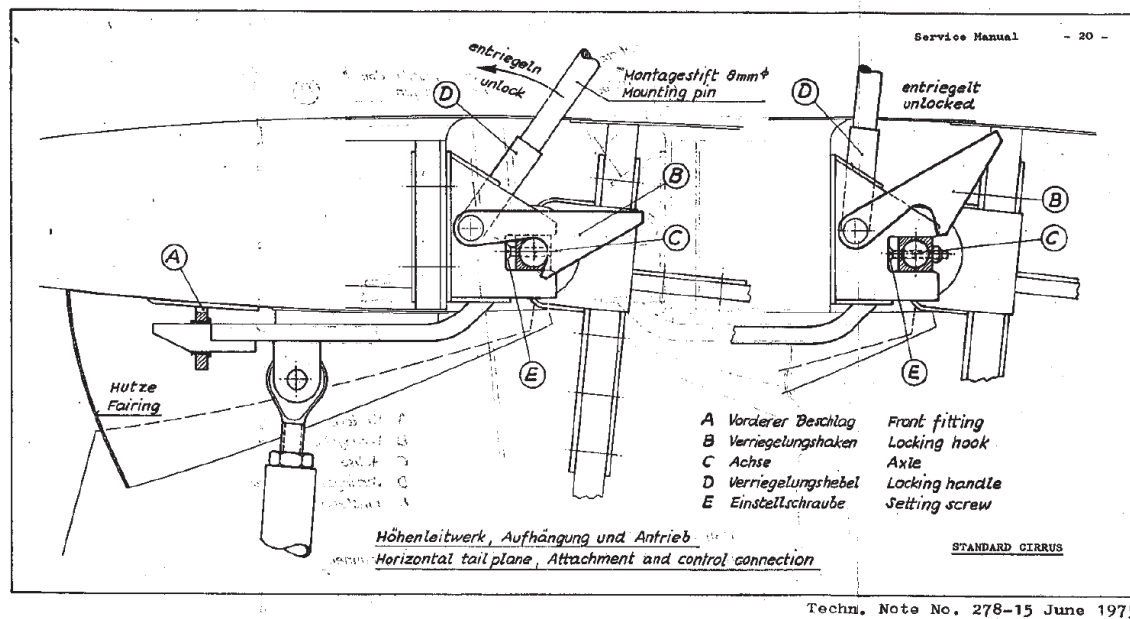 Service Manual - 20 -
entriegeln
unlock
Montagestift 8mm ϕ
Mounting pin
entriegelt
unlocked
D
D
B
B
C
C
A
E
E
Hutze
Fairing
A Vorderer Beschlag Front fitting
B Verriegelungshaken Locking hook
C Achse Axle
D Verriegelungshebel Locking handle
E Einstellschraube Setting screw
Höhenleitwerk, Aufhängung und Antrieb
Horizontal tail plane, Attachment and control connection
STANDARD CIRRUS
Techn. Note No. 278-15 June 197